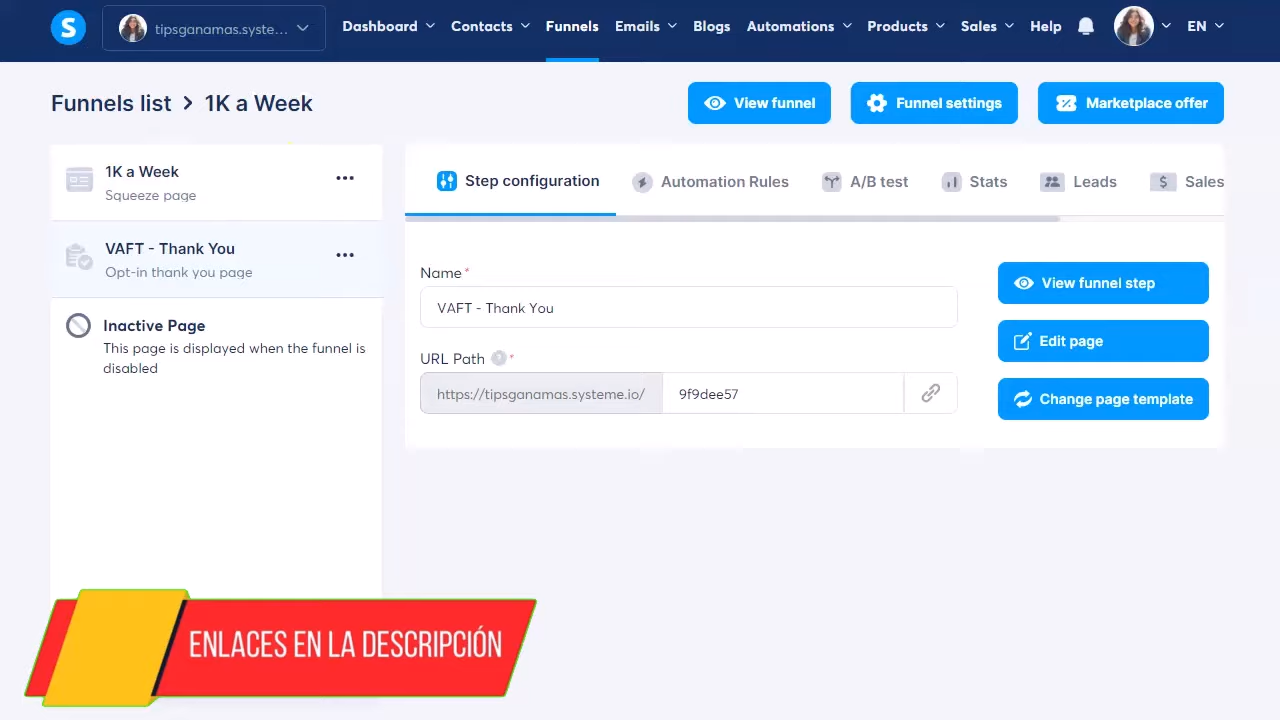 S
tipsganamas.syste...
Dashboard
Contacts
Funnels
Emails
Blogs
Automations
Products
Sales
Help
EN
Funnels list > 1K a Week
View funnel
Funnel settings
Marketplace offer
1K a Week
Squeeze page
VAFT - Thank You
Opt-in thank you page
Inactive Page
This page is displayed when the funnel is
disabled
Step configuration
Automation Rules
A/B test
Stats
Leads
$ Sales
Name*
VAFT - Thank You
URL Path ? *
https://tipsganamas.systeme.io/
9f9dee57
View funnel step
Edit page
Change page template
ENLACES EN LA DESCRIPCIÓN